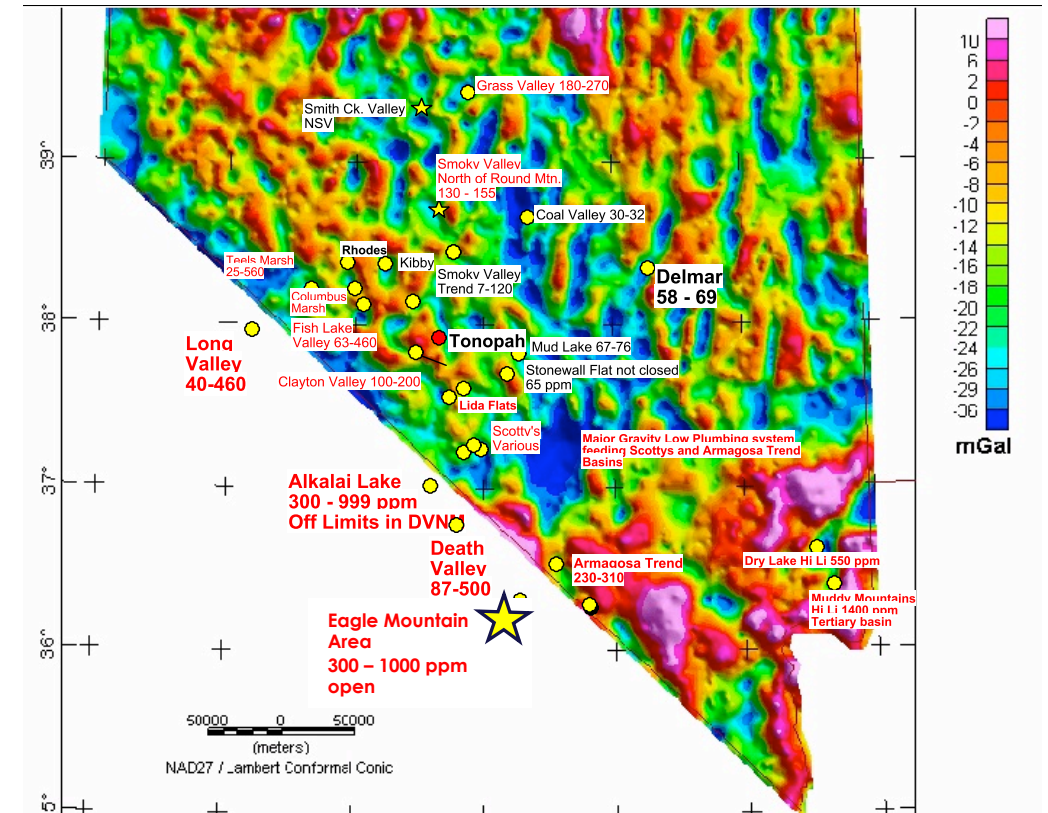 Grass Valley 180-270
Smith Ck. Valley
NSV
Smoky Valley
North of Round Mtn.
130 - 155
Coal Valley 30-32
Rhodes
Kibby
Teels Marsh
25-560
Smoky Valley
Trend 7-120
Delmar
58 - 69
Columbus
Marsh
Fish Lake
Valley 63-460
Long
Valley
40-460
Tonopah
Mud Lake 67-76
Stonewall Flat not closed
65 ppm
Clayton Valley 100-200
Lida Flats
Scotty's
Various
Major Gravity Low Plumbing system
feeding Scottys and Armagosa Trend
Basins
Alkalai Lake
300 - 999 ppm
Off Limits in DVNM
Death
Valley
87-500
Armagosa Trend
230-310
Dry Lake Hi Li 550 ppm
Muddy Mountains
Hi Li 1400 ppm
Tertiary basin
Eagle Mountain
Area
300 – 1000 ppm
open
50000 0 50000
(meters)
NAD27 / Lambert Conformal Conic
39°
38°
37°
36°
5°
10
6
2
0
-2
-4
-6
-8
-10
-12
-14
-16
-18
-20
-22
-24
-26
-29
-36
mGal